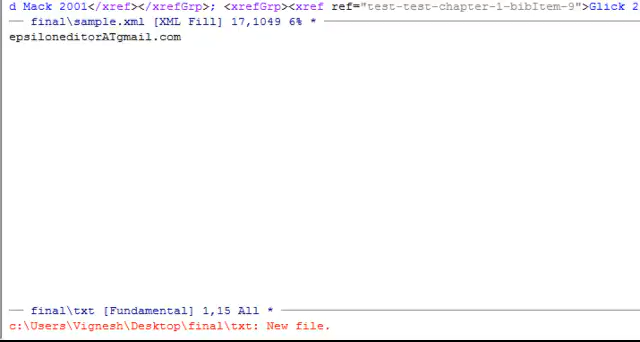 d Mack 2001</xref></xrefGrp>; <xrefGrp><xref ref="test-test-chapter-1-bibItem-9">Glick 2
final\sample.xml [XML Fill] 17,1049 6% *
epsiloneditorATgmail.com
final\txt [Fundamental] 1,15 All *
c:\Users\Vignesh\Desktop\final\txt: New file.